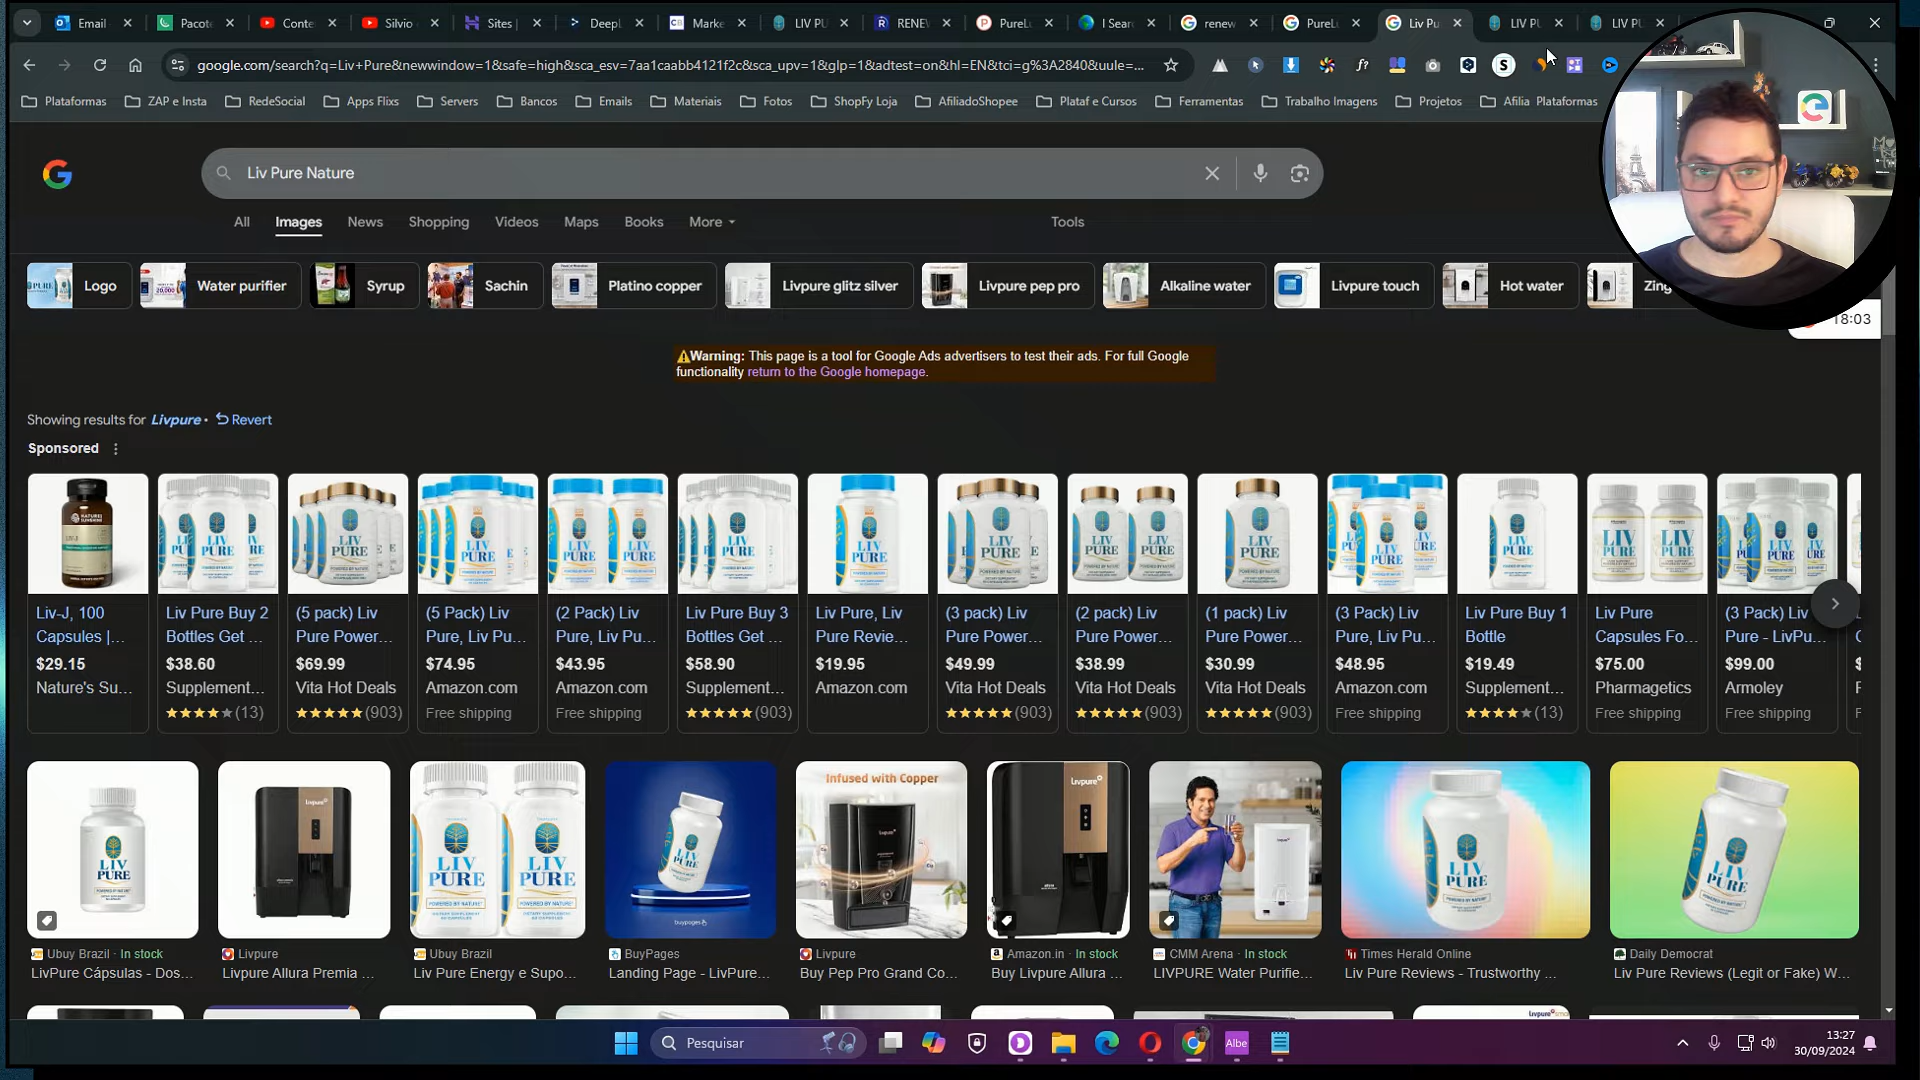 Email
Pacote
Conte
Silvio
Sites |
DeepL
Marke
LIV PU
RENEW
PureLu
I Sear
renew
PureLu
Liv Pu
LIV PU
LIV PU
google.com/search?q=Liv+Pure&newwindow=1&safe=high&sca_esv=7aa1caabb4121f2c&sca_upv=1&glp=1&adtest=on&hl=EN&tci=g%3A2840&uule=...
Plataformas
ZAP e Insta
RedeSocial
Apps Flixs
Servers
Bancos
Emails
Materiais
Fotos
ShopFy Loja
AfiliadoShopee
Plataf e Cursos
Ferramentas
Trabalho Imagens
Projetos
Afilia Plataformas
Liv Pure Nature
All
Images
News
Shopping
Videos
Maps
Books
More
Tools
Logo
Water purifier
Syrup
Sachin
Platino copper
Livpure glitz silver
Livpure pep pro
Alkaline water
Livpure touch
Hot water
Zing
18:03
⚠Warning: This page is a tool for Google Ads advertisers to test their ads. For full Google
functionality return to the Google homepage.
Showing results for Livpure • Revert
Sponsored
Liv-J, 100
Capsules |...
$29.15
Nature's Su...
Liv Pure Buy 2
Bottles Get ...
$38.60
Supplement...
(13)
(5 pack) Liv
Pure Power...
$69.99
Vita Hot Deals
(903)
(5 Pack) Liv
Pure, Liv Pu...
$74.95
Amazon.com
Free shipping
(2 Pack) Liv
Pure, Liv Pu...
$43.95
Amazon.com
Free shipping
Liv Pure Buy 3
Bottles Get ...
$58.90
Supplement...
(903)
Liv Pure, Liv
Pure Revie...
$19.95
Amazon.com
(3 pack) Liv
Pure Power...
$49.99
Vita Hot Deals
(903)
(2 pack) Liv
Pure Power...
$38.99
Vita Hot Deals
(903)
(1 pack) Liv
Pure Power...
$30.99
Vita Hot Deals
(903)
(3 Pack) Liv
Pure, Liv Pu...
$48.95
Amazon.com
Free shipping
Liv Pure Buy 1
Bottle
$19.49
Supplement...
(13)
Liv Pure
Capsules Fo...
$75.00
Pharmagetics
Free shipping
(3 Pack) Liv
Pure - LivPu...
$99.00
Armoley
Free shipping
LIV
PURE
POWERED BY NATURE
Infused with Copper
Livpure
Ubuy Brazil · In stock
LivPure Cápsulas - Dos...
Livpure
Livpure Allura Premia ...
Ubuy Brazil
Liv Pure Energy e Supo...
BuyPages
Landing Page - LivPure...
Livpure
Buy Pep Pro Grand Co...
Amazon.in · In stock
Buy Livpure Allura ...
CMM Arena · In stock
LIVPURE Water Purifie...
Times Herald Online
Liv Pure Reviews - Trustworthy ...
Daily Democrat
Liv Pure Reviews (Legit or Fake) W...
Pesquisar
Albe
13:27
30/09/2024